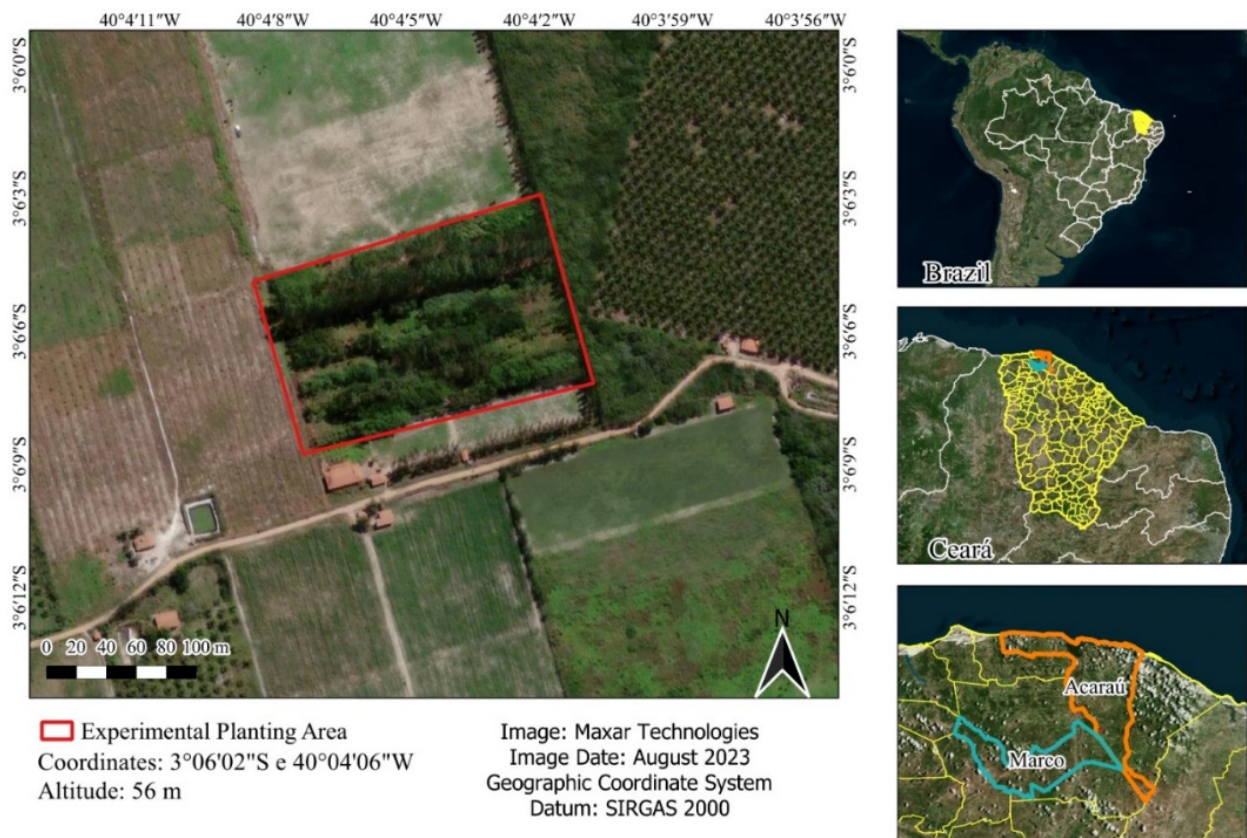 40°4'11"W 40°4'8"W 40°4'5"W 40°4'2"W 40°3'59"W 40°3'56"W
3°6'0"S 3°6'0"S
3°6'3"S 3°6'3"S
3°6'6"S 3°6'6"S
3°6'9"S 3°6'9"S
3°6'12"S 3°6'12"S
0 20 40 60 80 100 m
N
Experimental Planting Area
Coordinates: 3°06'02"S e 40°04'06"W
Altitude: 56 m
Image: Maxar Technologies
Image Date: August 2023
Geographic Coordinate System
Datum: SIRGAS 2000
Brazil
Ceará
Acaraú
Marco